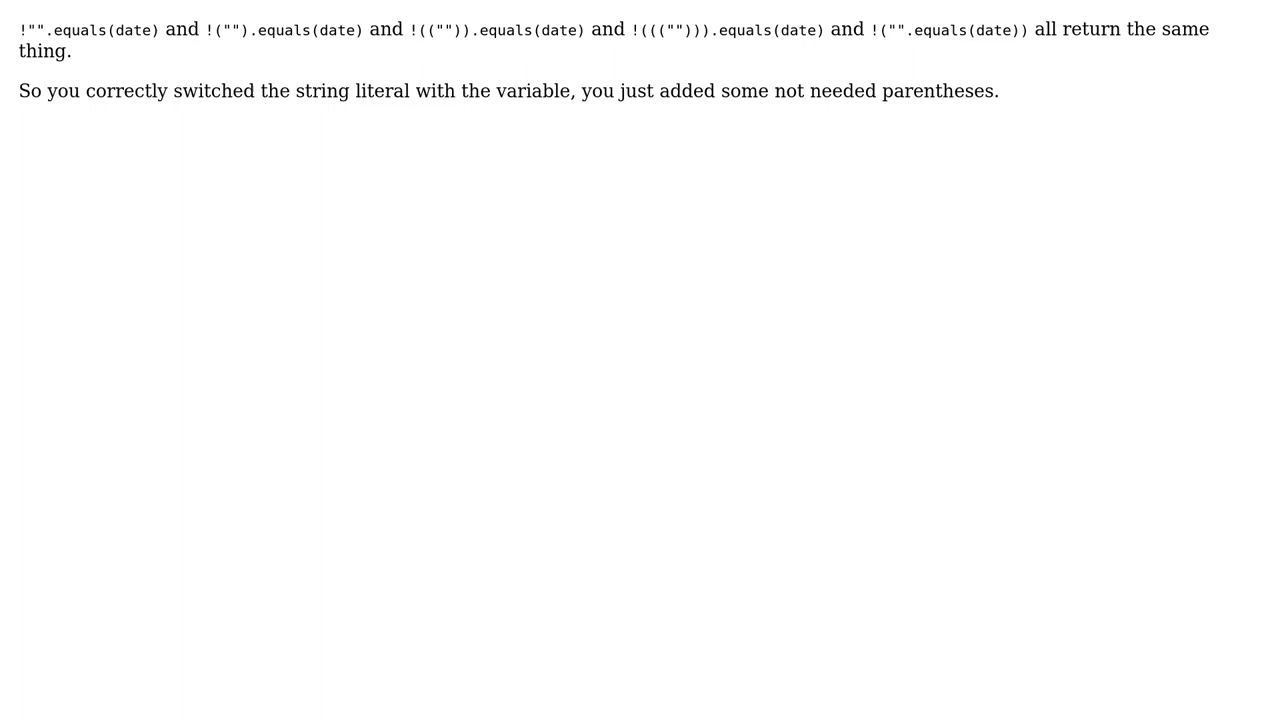 !"".equals(date) and !("").equals(date) and !(("")).equals(date) and !(((""))).equals(date) and !("".equals(date)) all return the same
thing.
So you correctly switched the string literal with the variable, you just added some not needed parentheses.